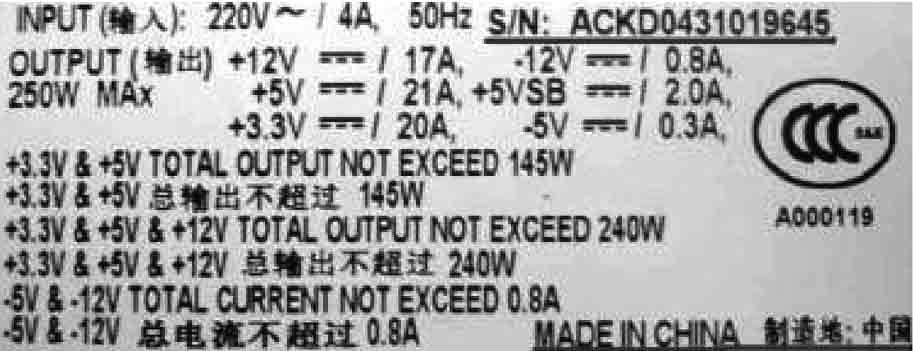 INPUT (输入): 220V～ / 4A, 50Hz S/N: ACKD0431019645
OUTPUT (输出) +12V ⎓ / 17A, -12V ⎓ / 0.8A,
250W MAx +5V ⎓ / 21A, +5VSB ⎓ / 2.0A,
+3.3V ⎓ / 20A, -5V ⎓ / 0.3A,
CCC S&E
+3.3V & +5V TOTAL OUTPUT NOT EXCEED 145W
+3.3V & +5V 总输出不超过 145W
A000119
+3.3V & +5V & +12V TOTAL OUTPUT NOT EXCEED 240W
+3.3V & +5V & +12V 总输出不超过 240W
-5V & -12V TOTAL CURRENT NOT EXCEED 0.8A
-5V & -12V 总电流不超过 0.8A MADE IN CHINA 制造地: 中国